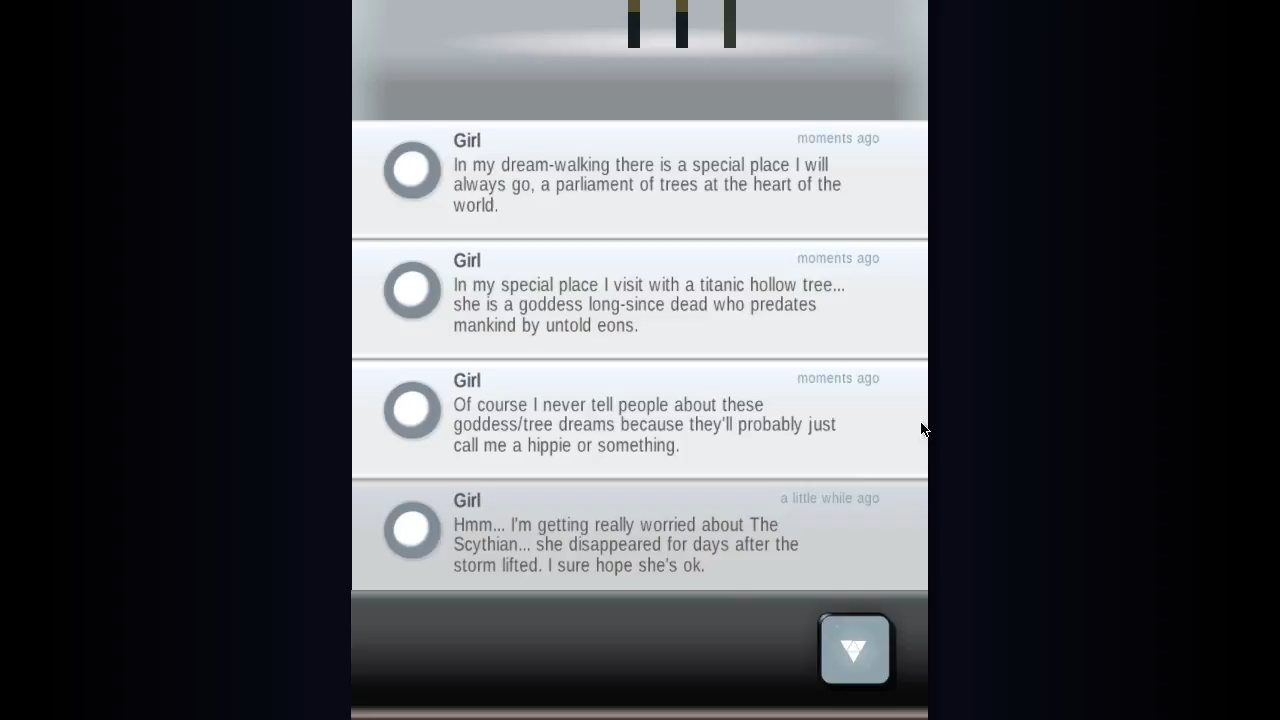 Girl
moments ago
In my dream-walking there is a special place I will
always go, a parliament of trees at the heart of the
world.
Girl
moments ago
In my special place I visit with a titanic hollow tree...
she is a goddess long-since dead who predates
mankind by untold eons.
Girl
moments ago
Of course I never tell people about these
goddess/tree dreams because they'll probably just
call me a hippie or something.
Girl
a little while ago
Hmm... I'm getting really worried about The
Scythian... she disappeared for days after the
storm lifted. I sure hope she's ok.